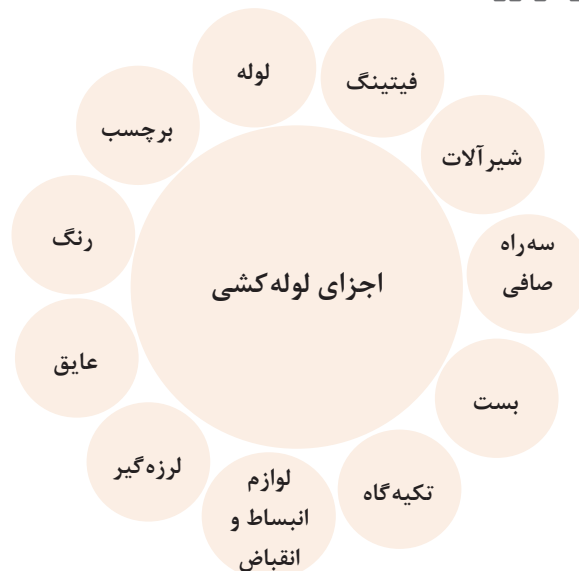 اجزای لوله‌کشی
لوله
فیتینگ
شیرآلات
سه‌راه
صافی
بست
تکیه‌گاه
لوازم
انبساط و
انقباض
لرزه‌گیر
عایق
رنگ
برچسب